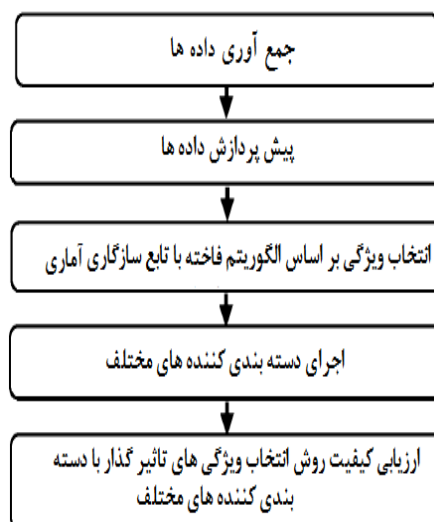 جمع آوری داده ها
پیش پردازش داده ها
انتخاب ویژگی بر اساس الگوریتم فاخته با تابع سازگاری آماری
اجرای دسته بندی کننده های مختلف
ارزیابی کیفیت روش انتخاب ویژگی های تاثیر گذار با دسته
بندی کننده های مختلف